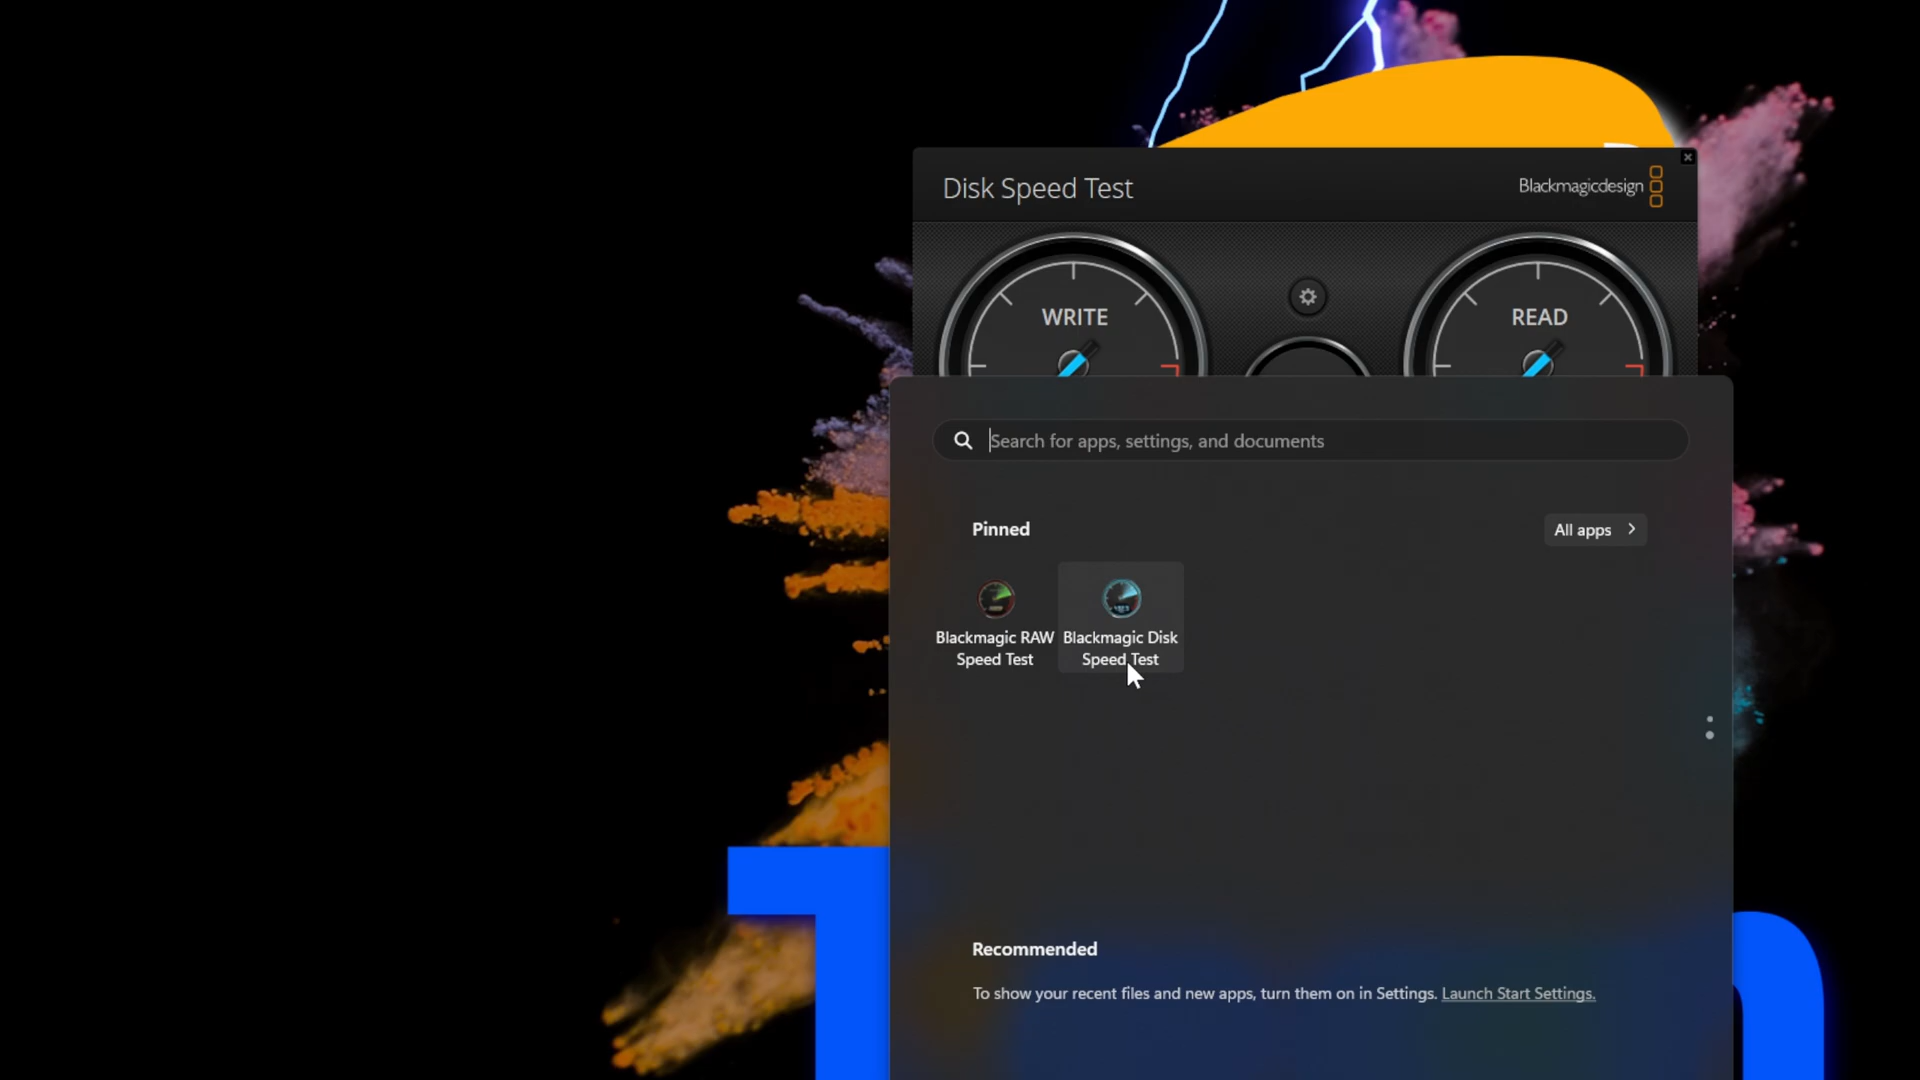 Disk Speed Test
Blackmagicdesign
WRITE
READ
Search for apps, settings, and documents
Pinned
All apps
Blackmagic RAW
Speed Test
Blackmagic Disk
Speed Test
Recommended
To show your recent files and new apps, turn them on in Settings. Launch Start Settings.